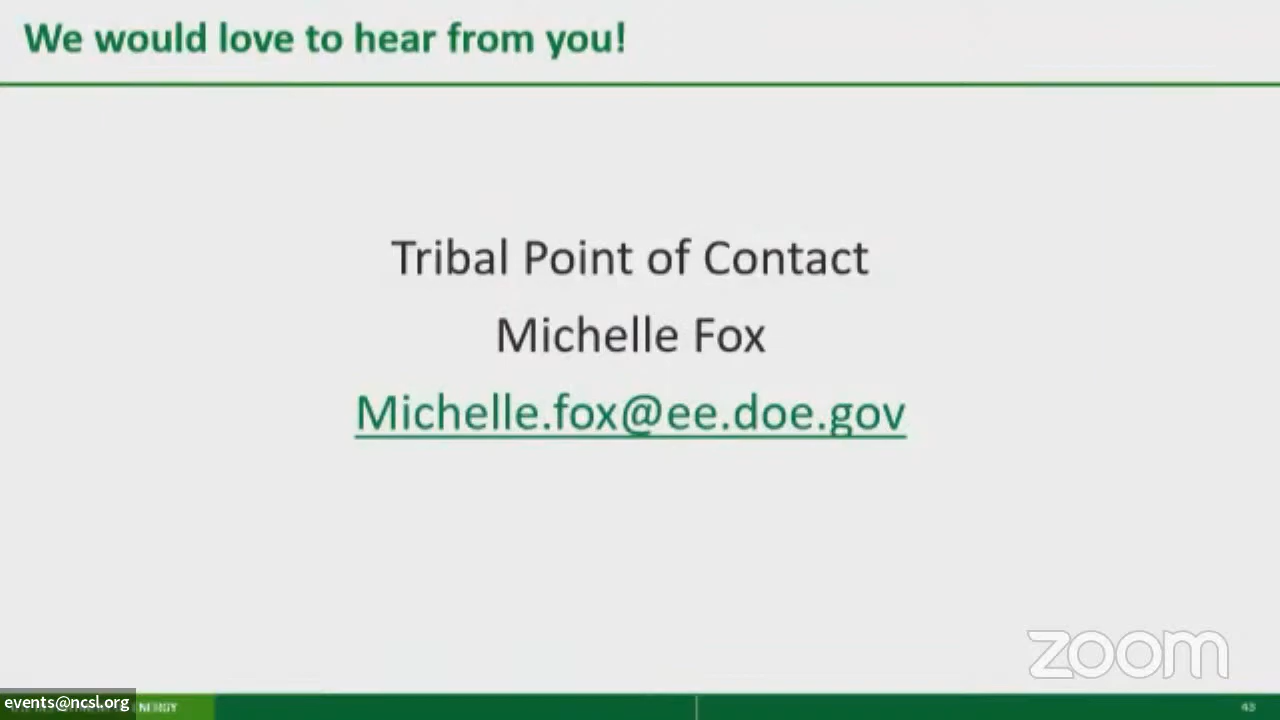 We would love to hear from you!
Tribal Point of Contact
Michelle Fox
Michelle.fox@ee.doe.gov
zoom
events@ncsl.org
43